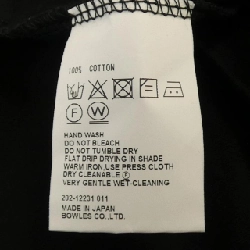 100% COTTON
F W
HAND WASH
DO NOT BLEACH
DO NOT TUMBLE DRY
FLAT DRIP DRYING IN SHADE
WARM IRON,USE PRESS CLOTH
DRY CLEANABLE Ⓕ
VERY GENTLE WET-CLEANING
202-12231 011
MADE IN JAPAN
BOWLES CO.,LTD